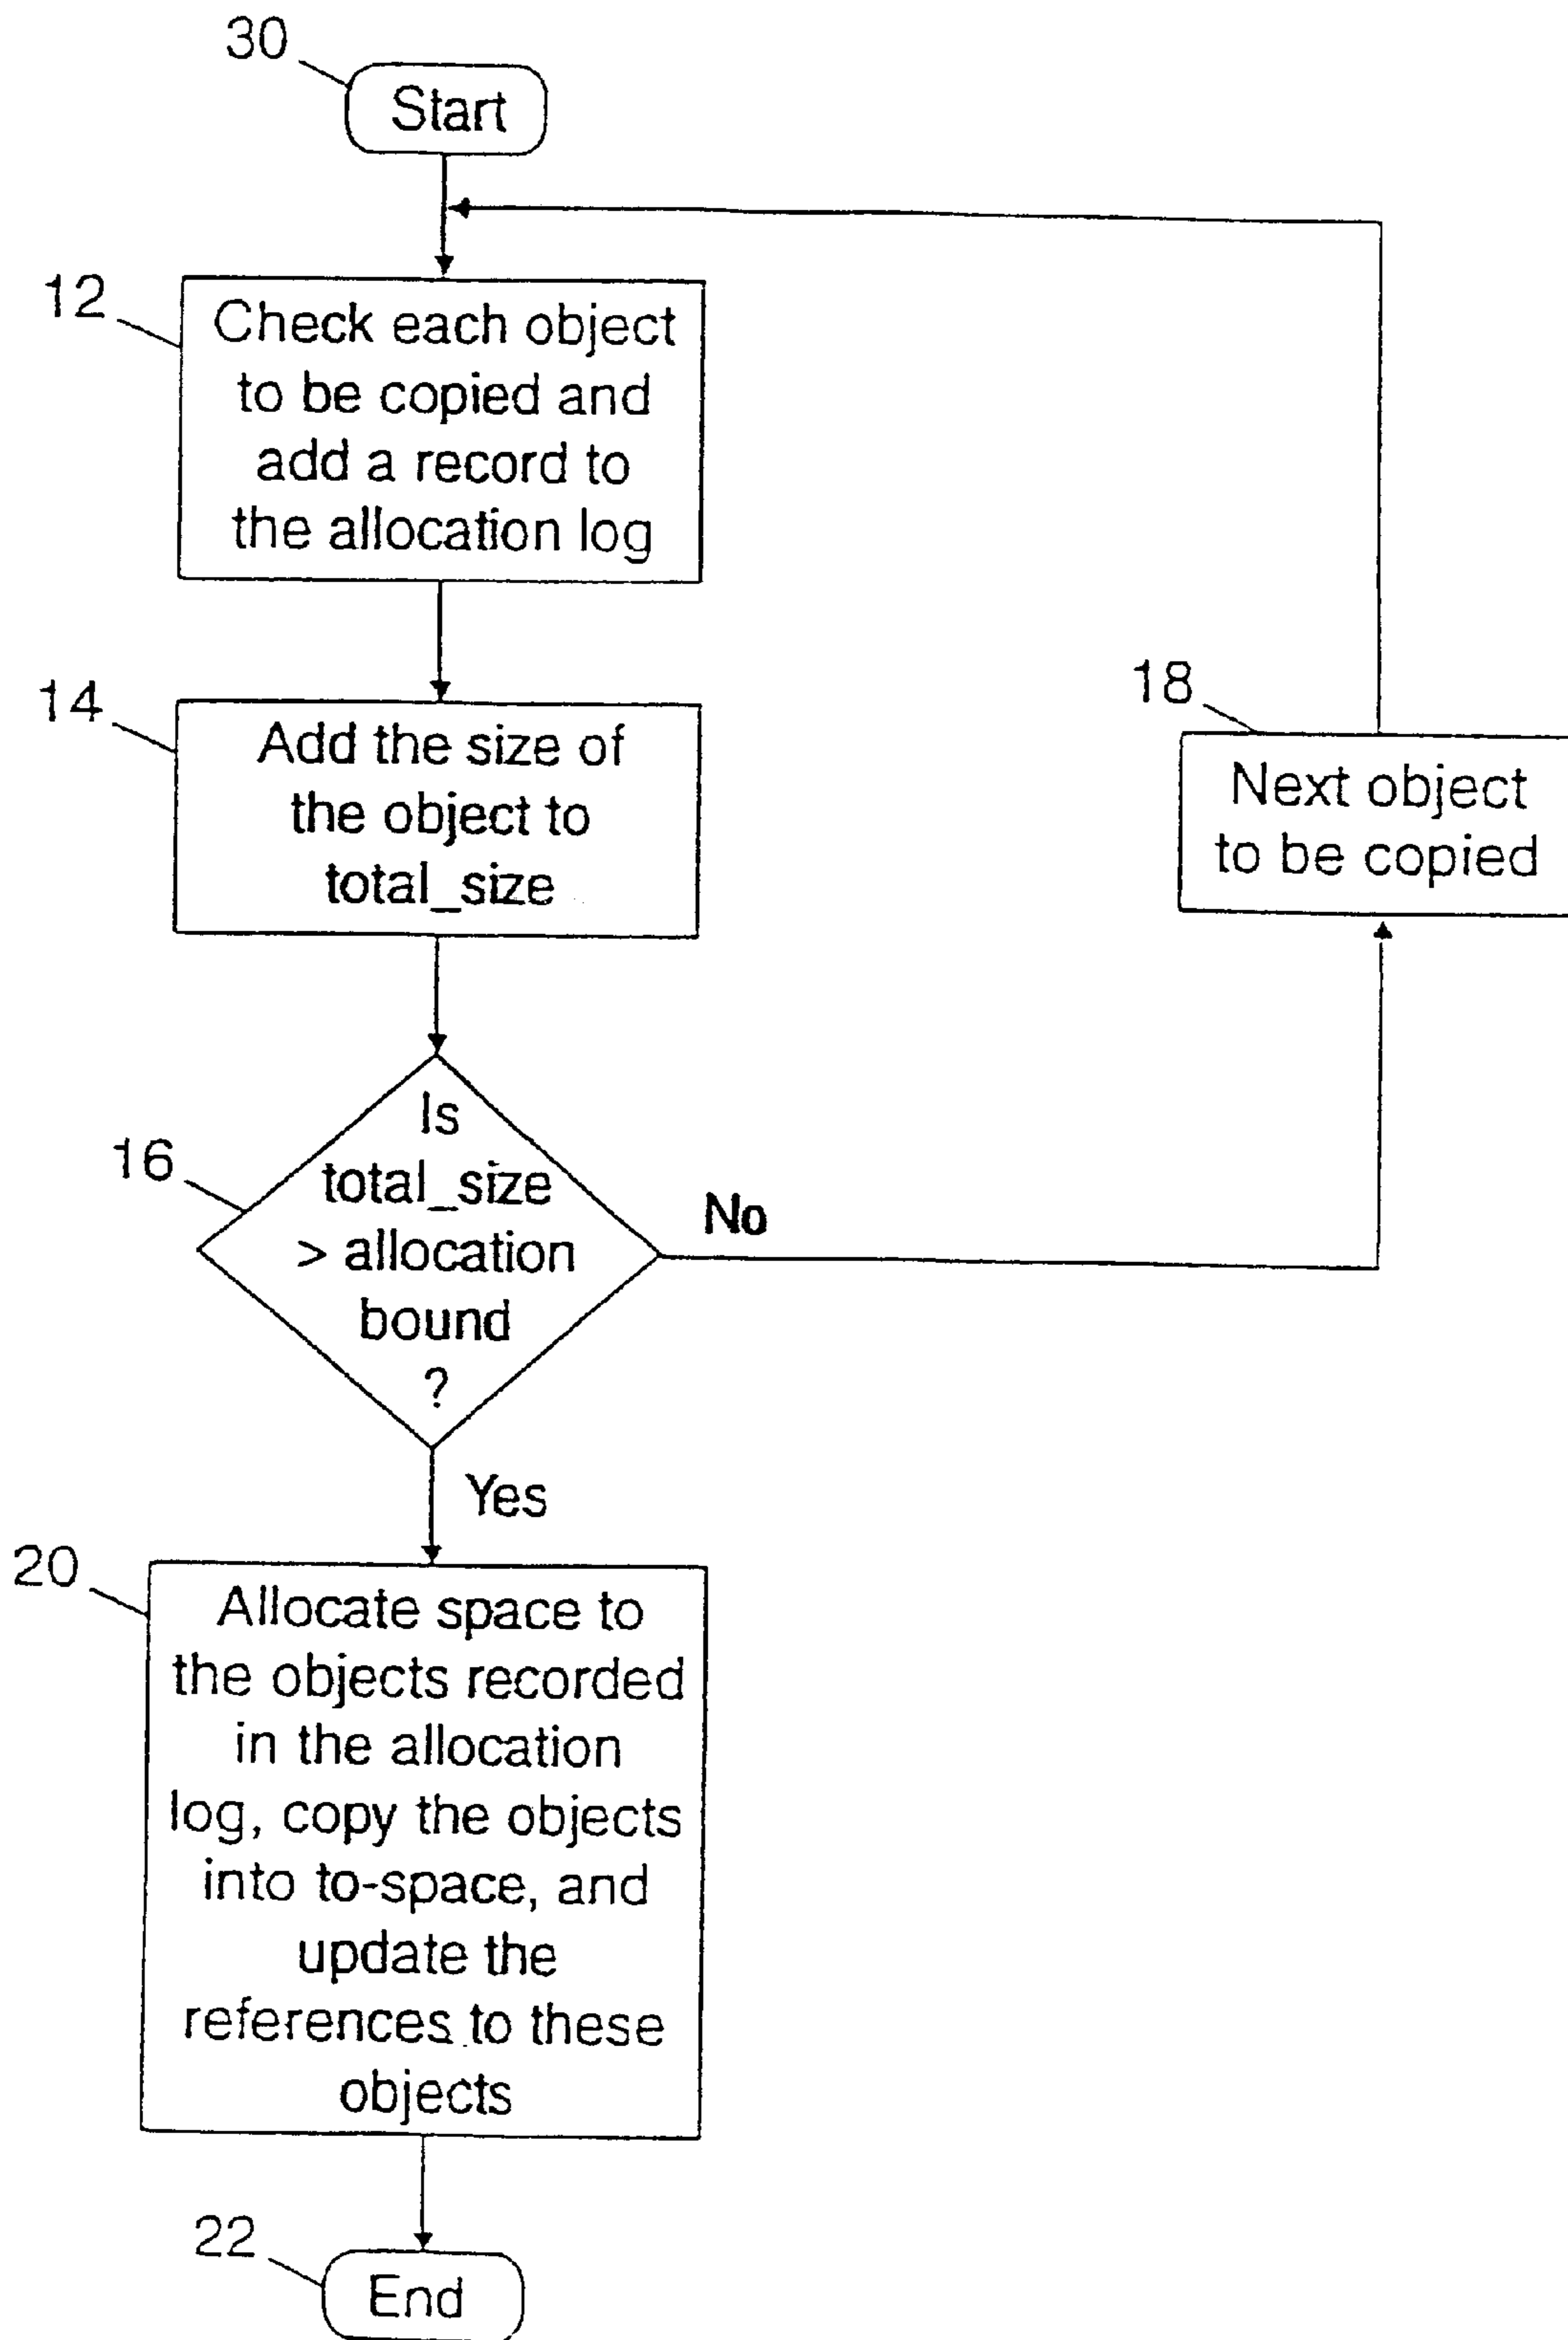 30
Start
12
Check each object
to be copied and
add a record to
the allocation log
14
Add the size of
the object to
total_size
18
Next object
to be copied
16
Is
total_size
> allocation
bound
?
No
Yes
20
Allocate space to
the objects recorded
in the allocation
log, copy the objects
into to-space, and
update the
references to these
objects
22
End